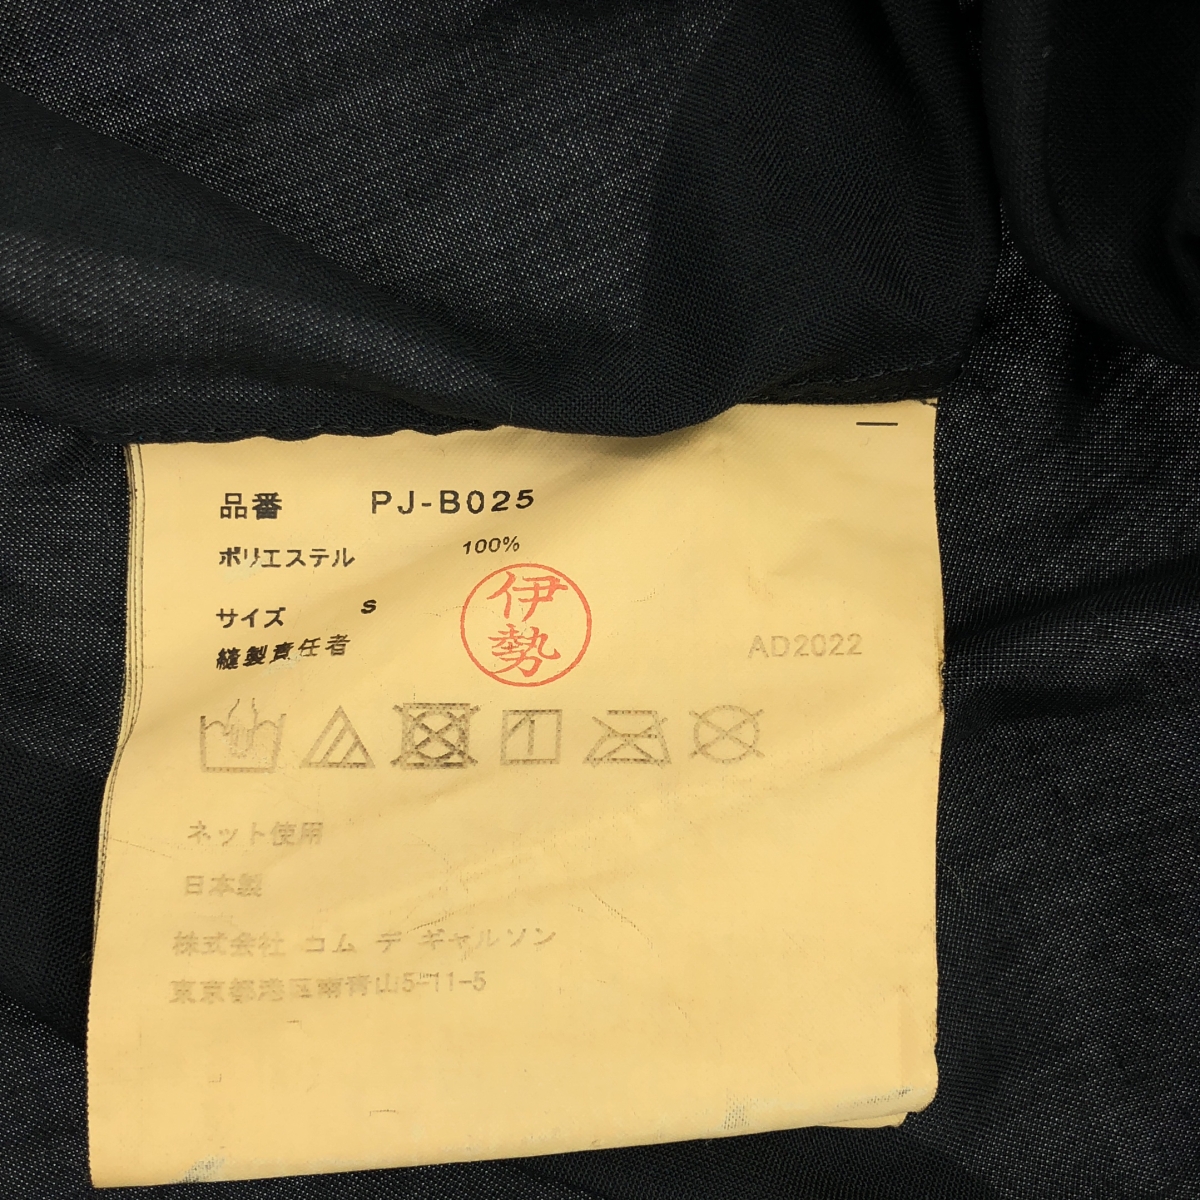 品番 PJ-B025
ポリエステル 100%
サイズ S
縫製責任者 伊勢
AD2022
ネット使用
日本製
株式会社 コム デ ギャルソン
東京都港区南青山5-11-5